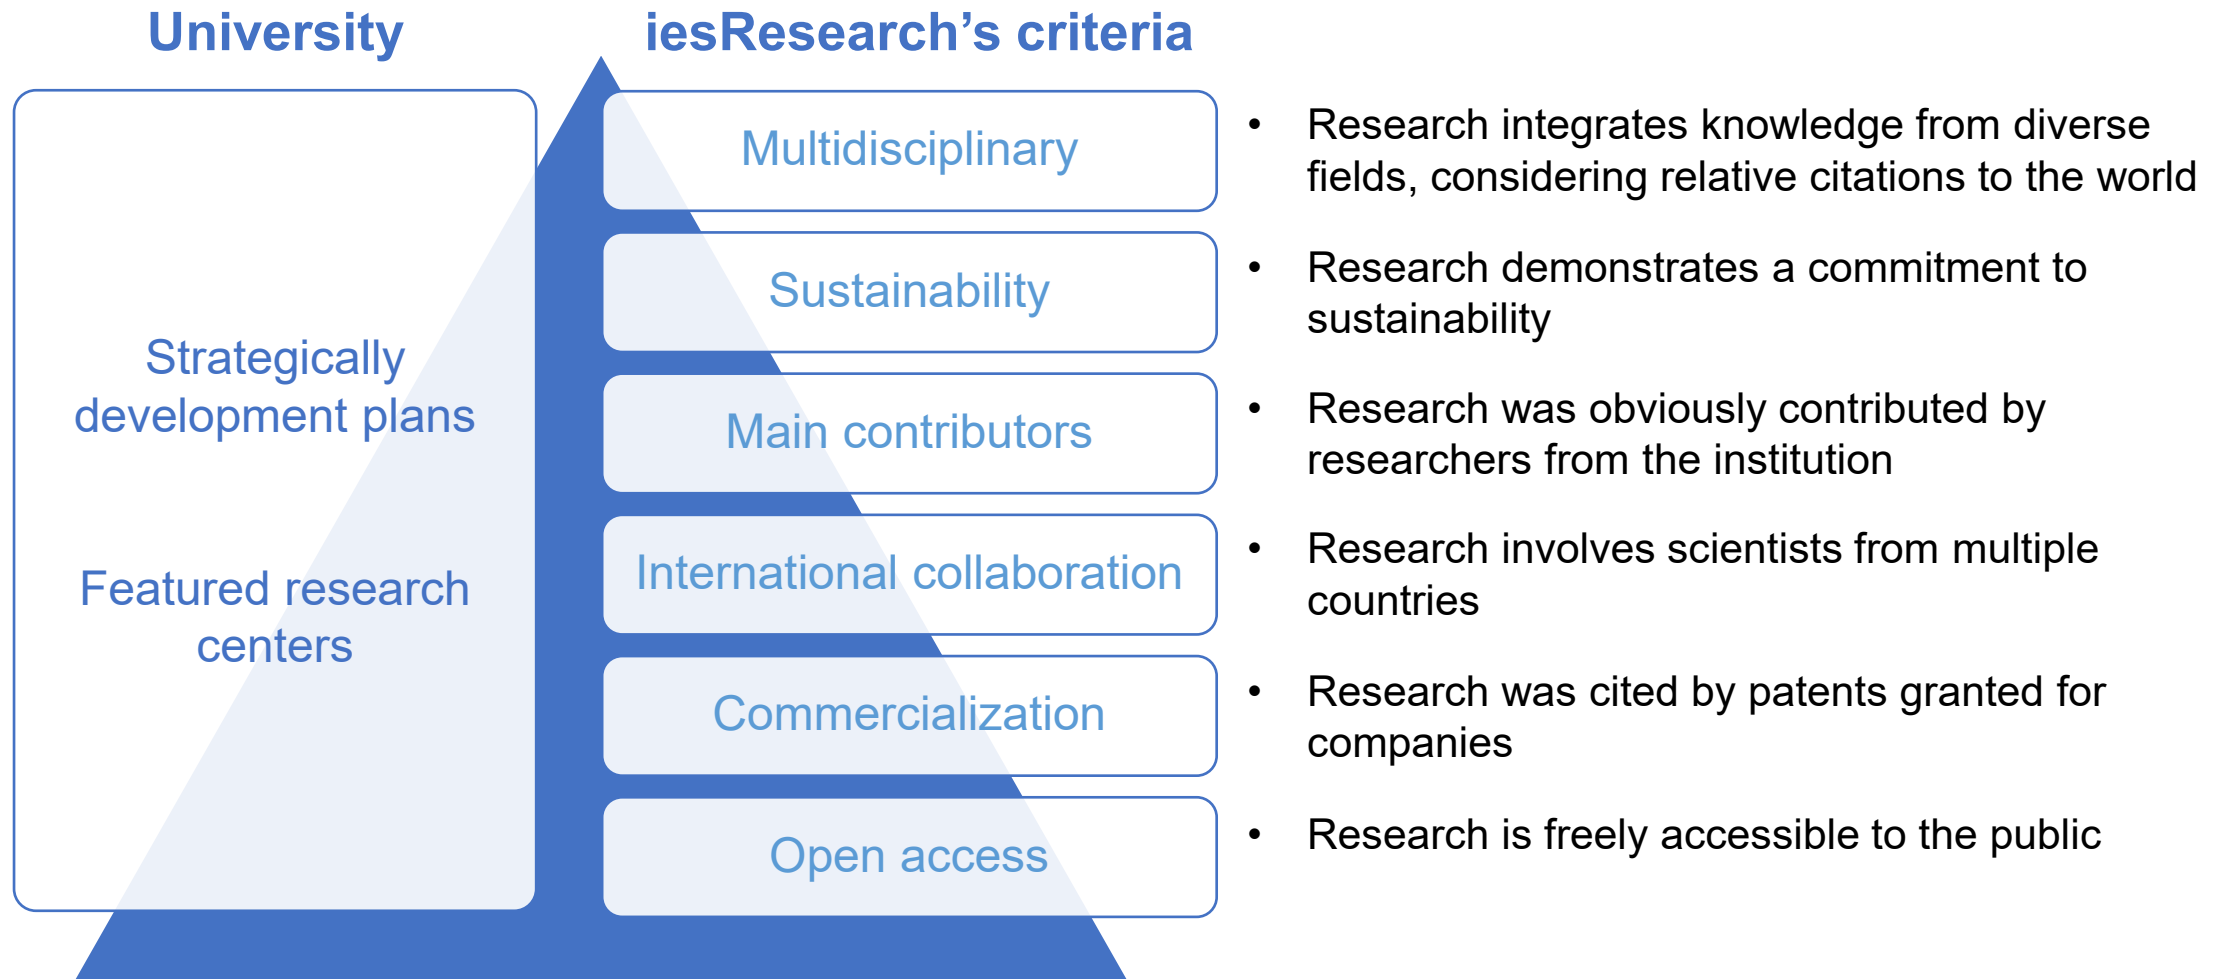 University
Strategically
development plans
Featured research
centers
iesResearch’s criteria
Multidisciplinary
• Research integrates knowledge from diverse
fields, considering relative citations to the world
Sustainability
• Research demonstrates a commitment to
sustainability
Main contributors
• Research was obviously contributed by
researchers from the institution
International collaboration
• Research involves scientists from multiple
countries
Commercialization
• Research was cited by patents granted for
companies
Open access
• Research is freely accessible to the public